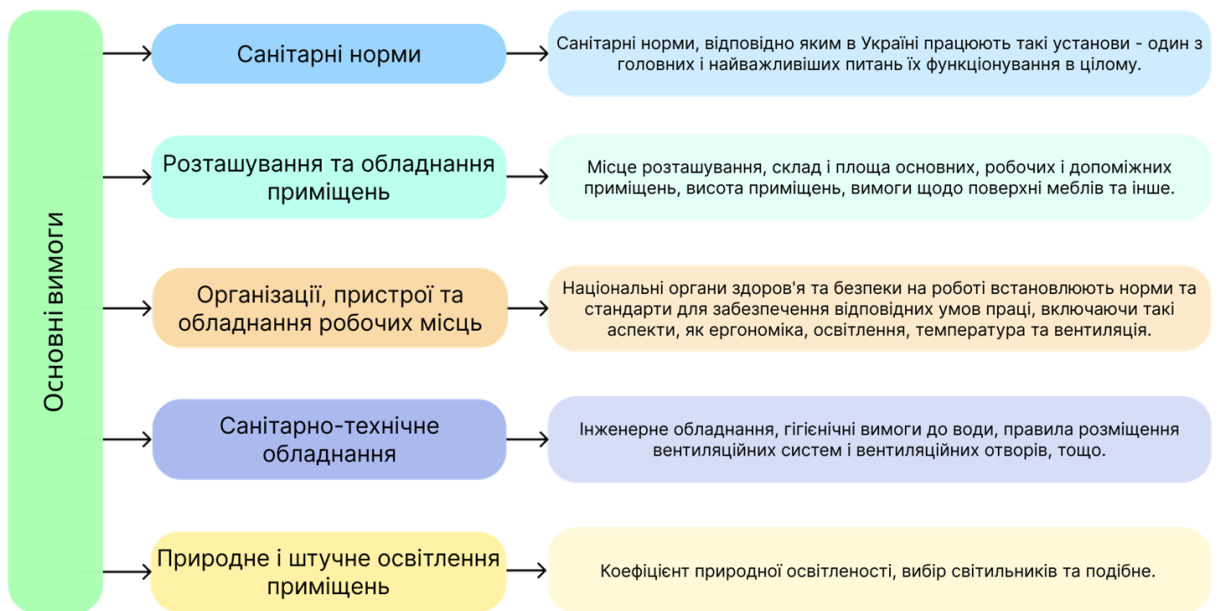 Основні вимоги
Санітарні норми
Санітарні норми, відповідно яким в Україні працюють такі установи - один з
головних і найважливіших питань їх функціонування в цілому.
Розташування та обладнання
приміщень
Місце розташування, склад і площа основних, робочих і допоміжних
приміщень, висота приміщень, вимоги щодо поверхні меблів та інше.
Організації, пристрої та
обладнання робочих місць
Національні органи здоров'я та безпеки на роботі встановлюють норми та
стандарти для забезпечення відповідних умов праці, включаючи такі
аспекти, як ергономіка, освітлення, температура та вентиляція.
Санітарно-технічне
обладнання
Інженерне обладнання, гігієнічні вимоги до води, правила розміщення
вентиляційних систем і вентиляційних отворів, тощо.
Природне і штучне освітлення
приміщень
Коефіцієнт природної освітленості, вибір світильників та подібне.